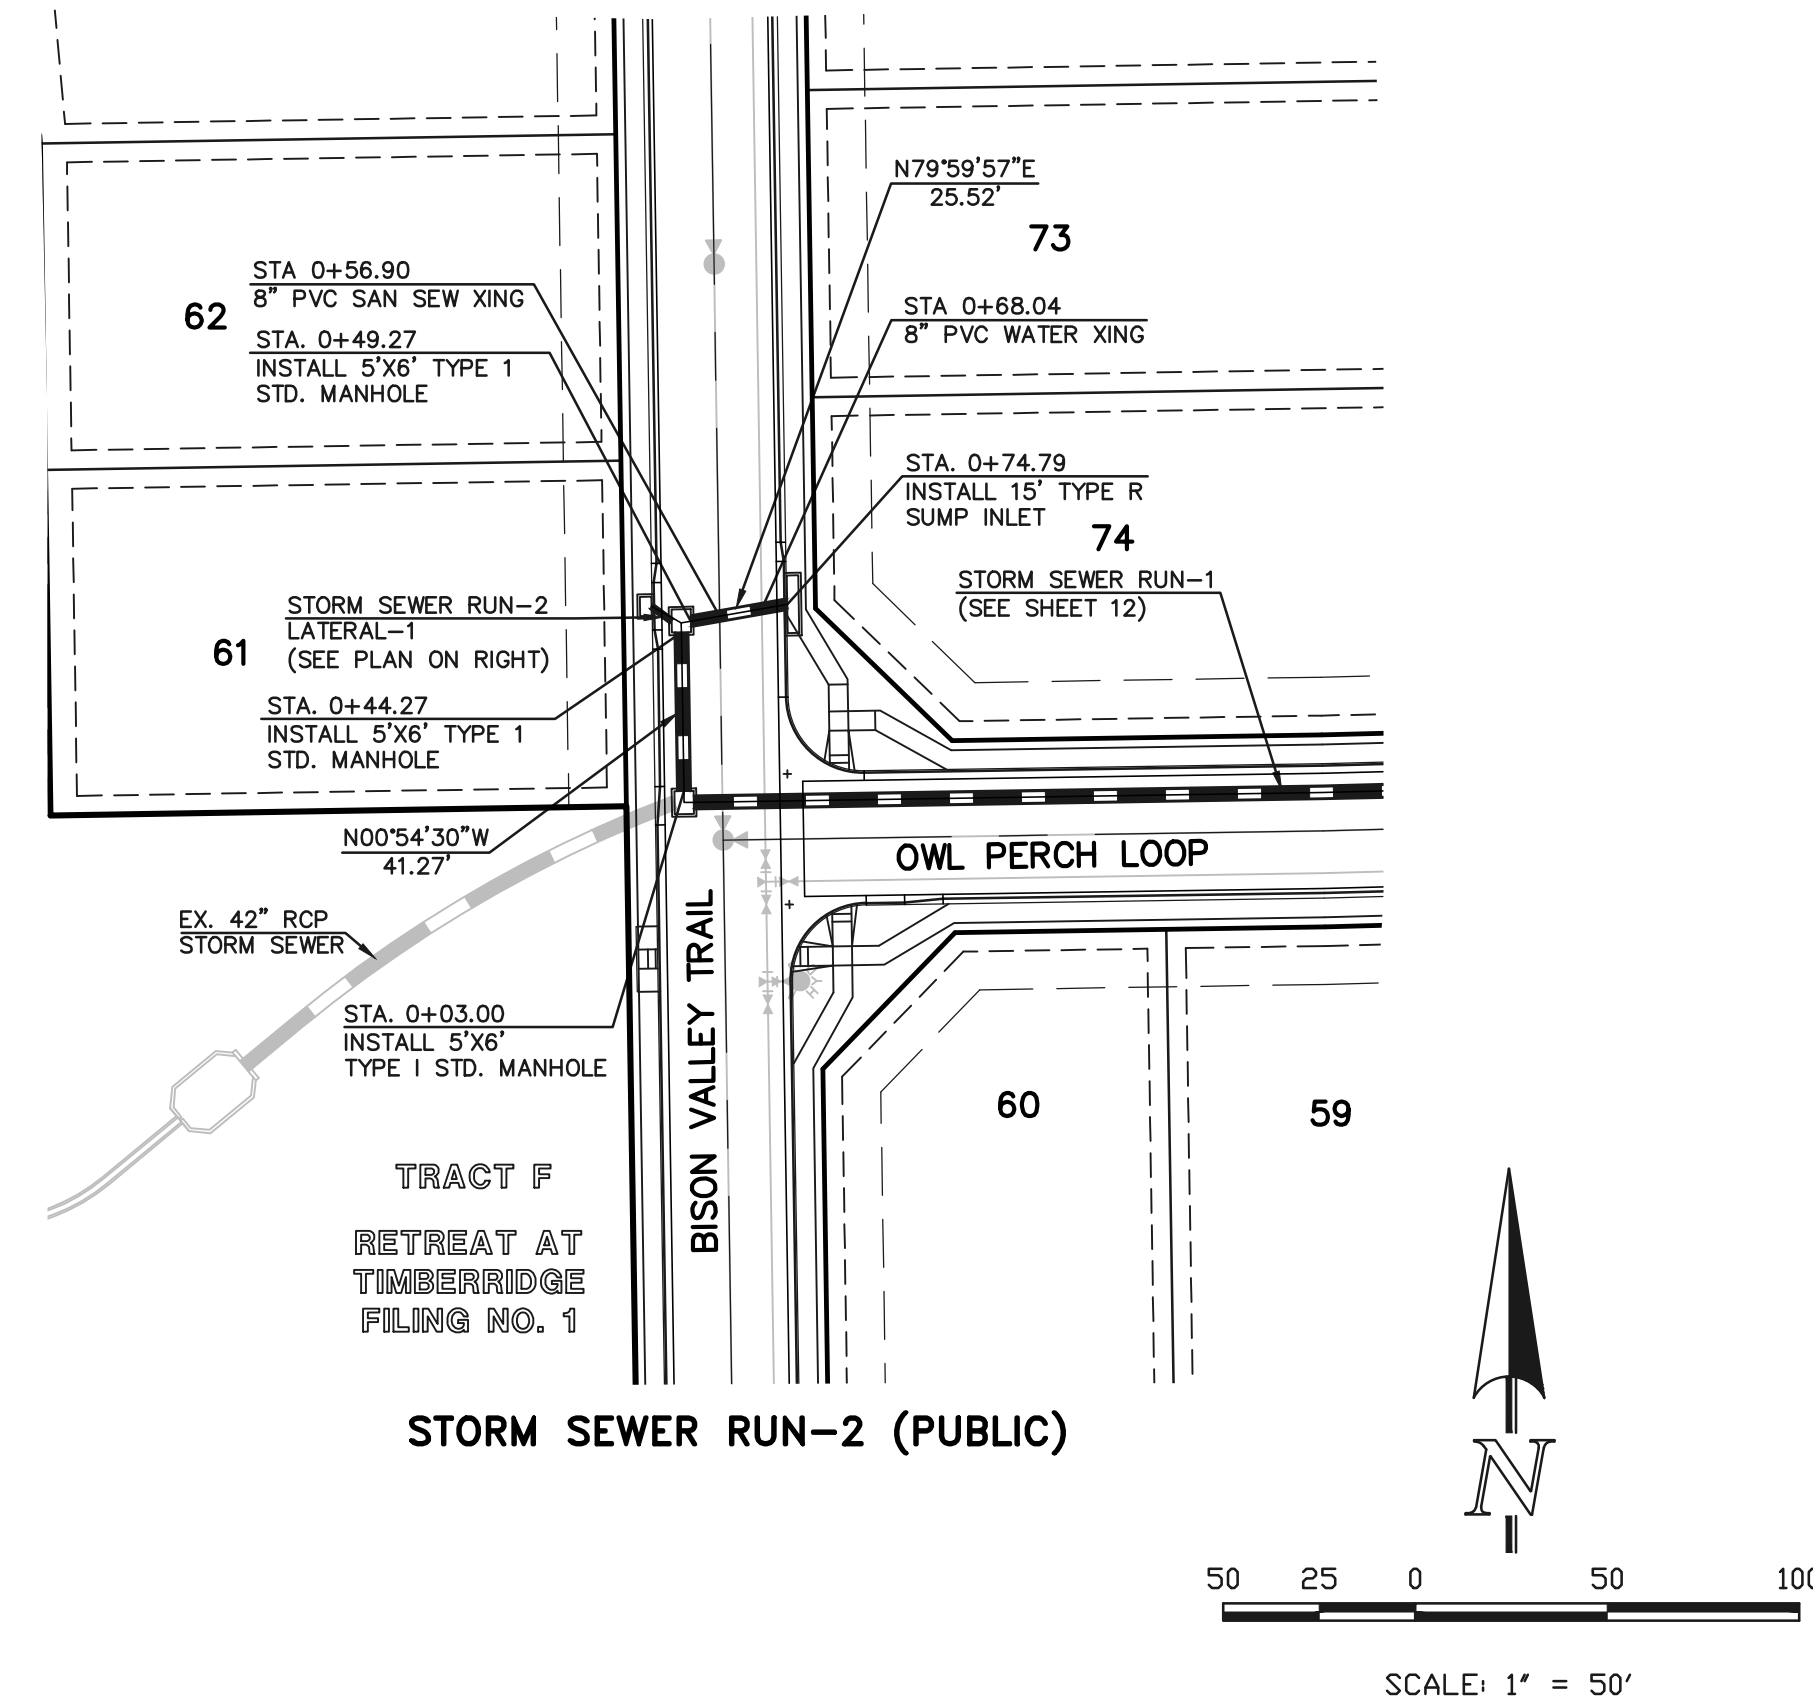 N79°59'57"E
25.52'
73
STA 0+56.90
8" PVC SAN SEW XING
62
STA. 0+49.27
INSTALL 5'X6' TYPE 1
STD. MANHOLE
STA 0+68.04
8" PVC WATER XING
STA. 0+74.79
INSTALL 15' TYPE R
SUMP INLET
74
STORM SEWER RUN-1
(SEE SHEET 12)
STORM SEWER RUN-2
LATERAL-1
(SEE PLAN ON RIGHT)
61
STA. 0+44.27
INSTALL 5'X6' TYPE 1
STD. MANHOLE
N00°54'30"W
41.27'
OWL PERCH LOOP
EX. 42" RCP
STORM SEWER
BISON VALLEY TRAIL
HY
STA. 0+03.00
INSTALL 5'X6'
TYPE I STD. MANHOLE
60
59
TRACT F
RETREAT AT
TIMBERRIDGE
FILING NO. 1
STORM SEWER RUN-2 (PUBLIC)
N
50 25 0 50 100
SCALE: 1" = 50'